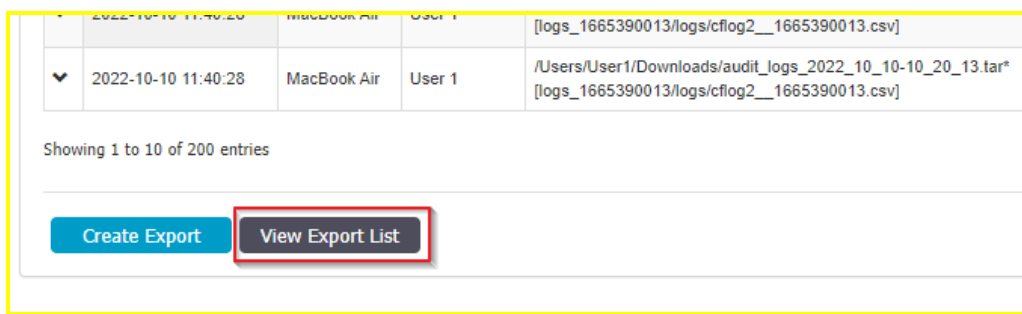 [logs_1665390013/logs/cflog2__1665390013.csv]
2022-10-10 11:40:28 MacBook Air User 1 /Users/User1/Downloads/audit_logs_2022_10_10-10_20_13.tar*
[logs_1665390013/logs/cflog2__1665390013.csv]
Showing 1 to 10 of 200 entries
Create Export View Export List